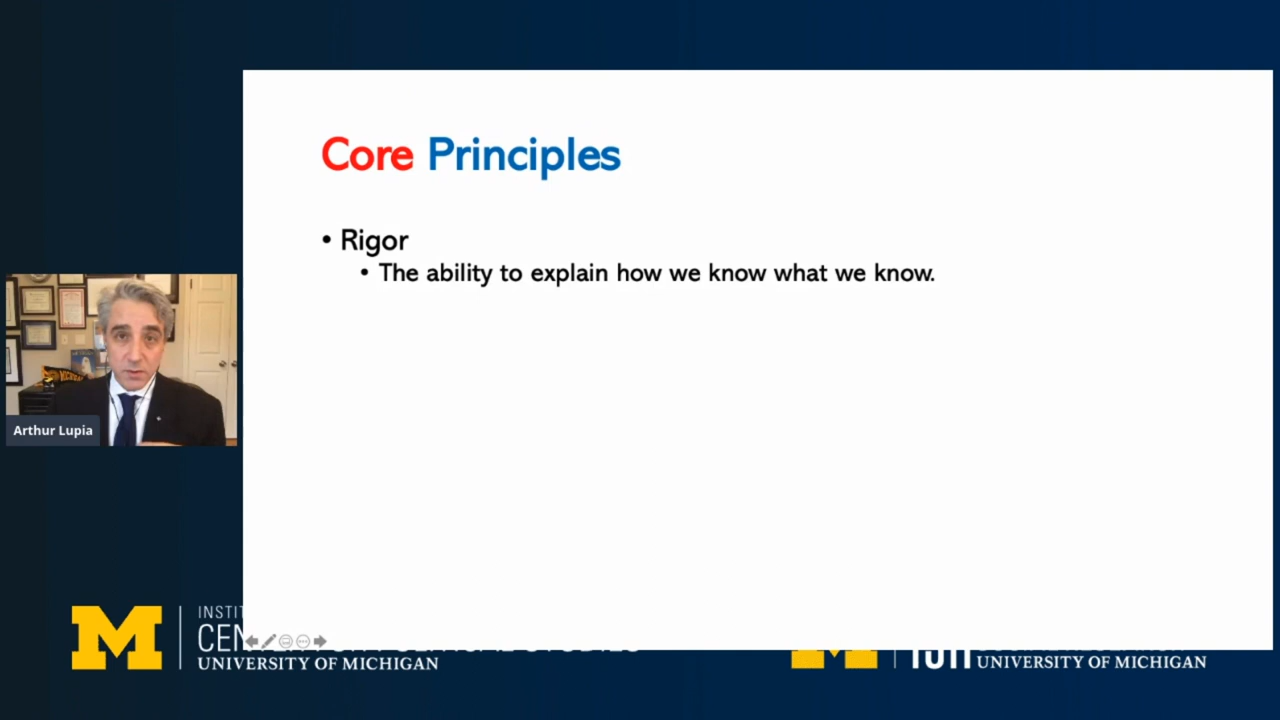 Core Principles
• Rigor
• The ability to explain how we know what we know.
Arthur Lupia
M
INSTIT
CEN
UNIVERSITY OF MICHIGAN
UNIVERSITY OF MICHIGAN